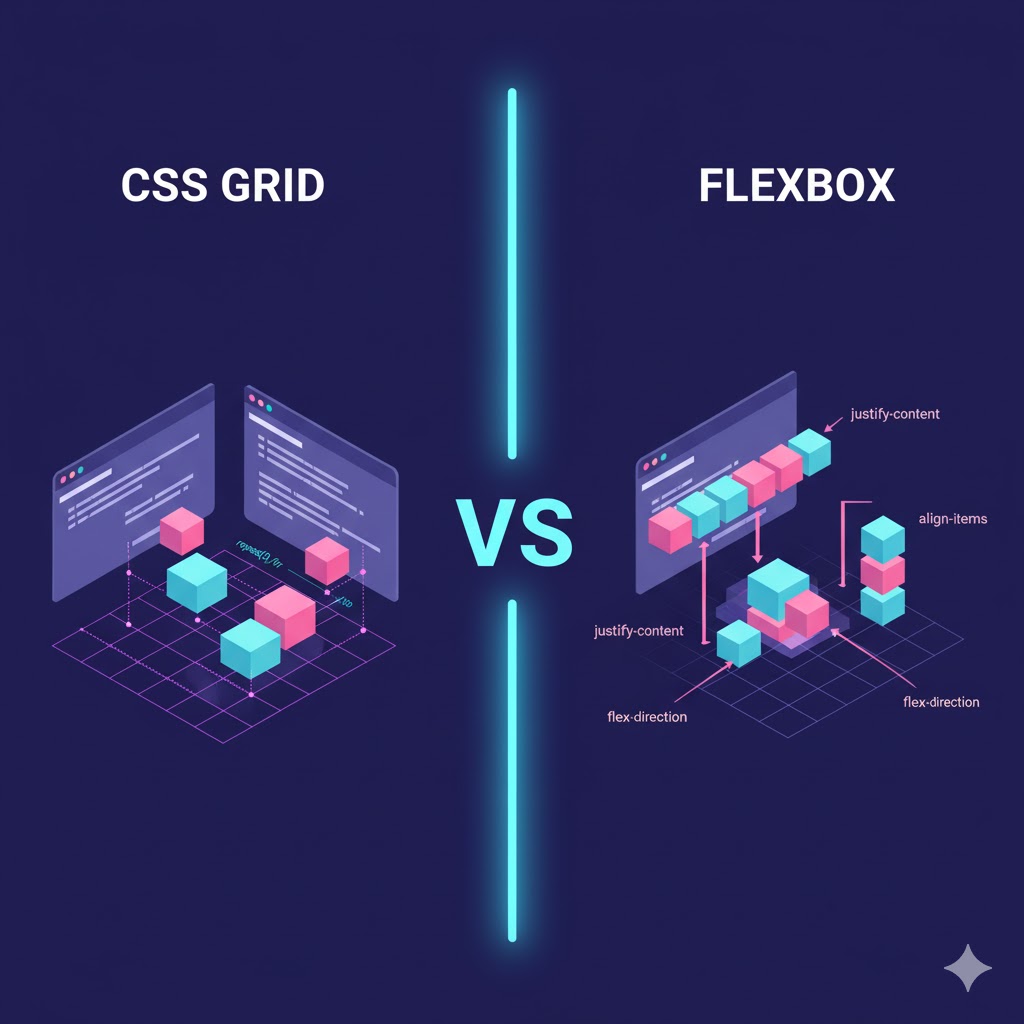 CSS GRID
FLEXBOX
VS
justify-content
align-items
justify-content
flex-direction
flex-direction